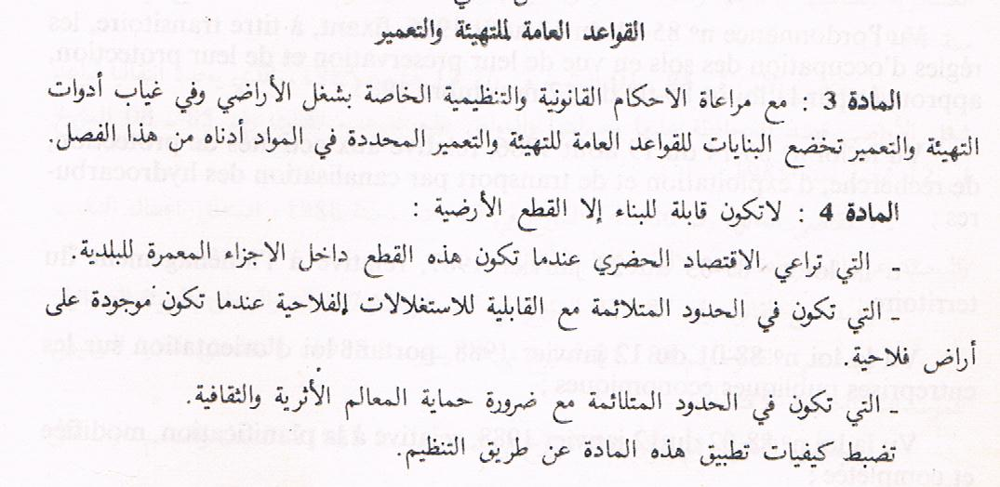 القواعد العامة للتهيئة والتعمير
المادة 3 : مع مراعاة الاحكام القانونية والتنظيمية الخاصة بشغل الأراضي وفي غياب أدوات
التهيئة والتعمير تخضع البنايات للقواعد العامة للتهيئة والتعمير المحددة في المواد أدناه من هذا الفصل.
المادة 4 : لاتكون قابلة للبناء إلا القطع الأرضية :
ـ التي تراعي الاقتصاد الحضري عندما تكون هذه القطع داخل الاجزاء المعمرة للبلدية.
ـ التي تكون في الحدود المتلائمة مع القابلية للاستغلالات الفلاحية عندما تكون موجودة على
أراض فلاحية.
ـ التي تكون في الحدود المتلائمة مع ضرورة حماية المعالم الأثرية والثقافية.
تضبط كيفيات تطبيق هذه المادة عن طريق التنظيم.